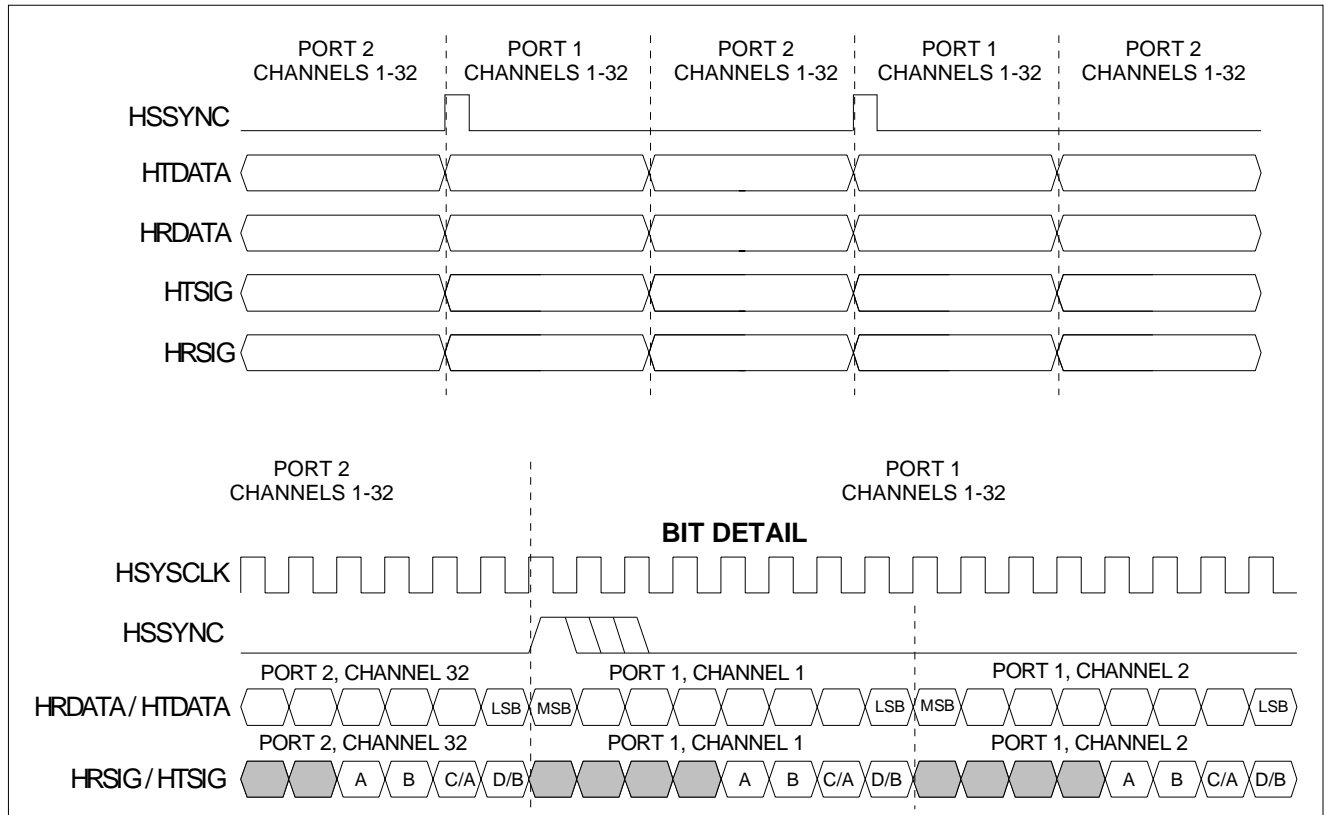 PORT 2 PORT 1 PORT 2 PORT 1 PORT 2
CHANNELS 1-32 CHANNELS 1-32 CHANNELS 1-32 CHANNELS 1-32 CHANNELS 1-32
HSSYNC
HTDATA
HRDATA
HTSIG
HRSIG
PORT 2 PORT 1
CHANNELS 1-32 CHANNELS 1-32
BIT DETAIL
HSYSCLK
HSSYNC
PORT 2, CHANNEL 32 PORT 1, CHANNEL 1 PORT 1, CHANNEL 2
HRDATA / HTDATA LSB MSB LSB MSB LSB
PORT 2, CHANNEL 32 PORT 1, CHANNEL 1 PORT 1, CHANNEL 2
HRSIG / HTSIG A B C/A D/B A B C/A D/B A B C/A D/B